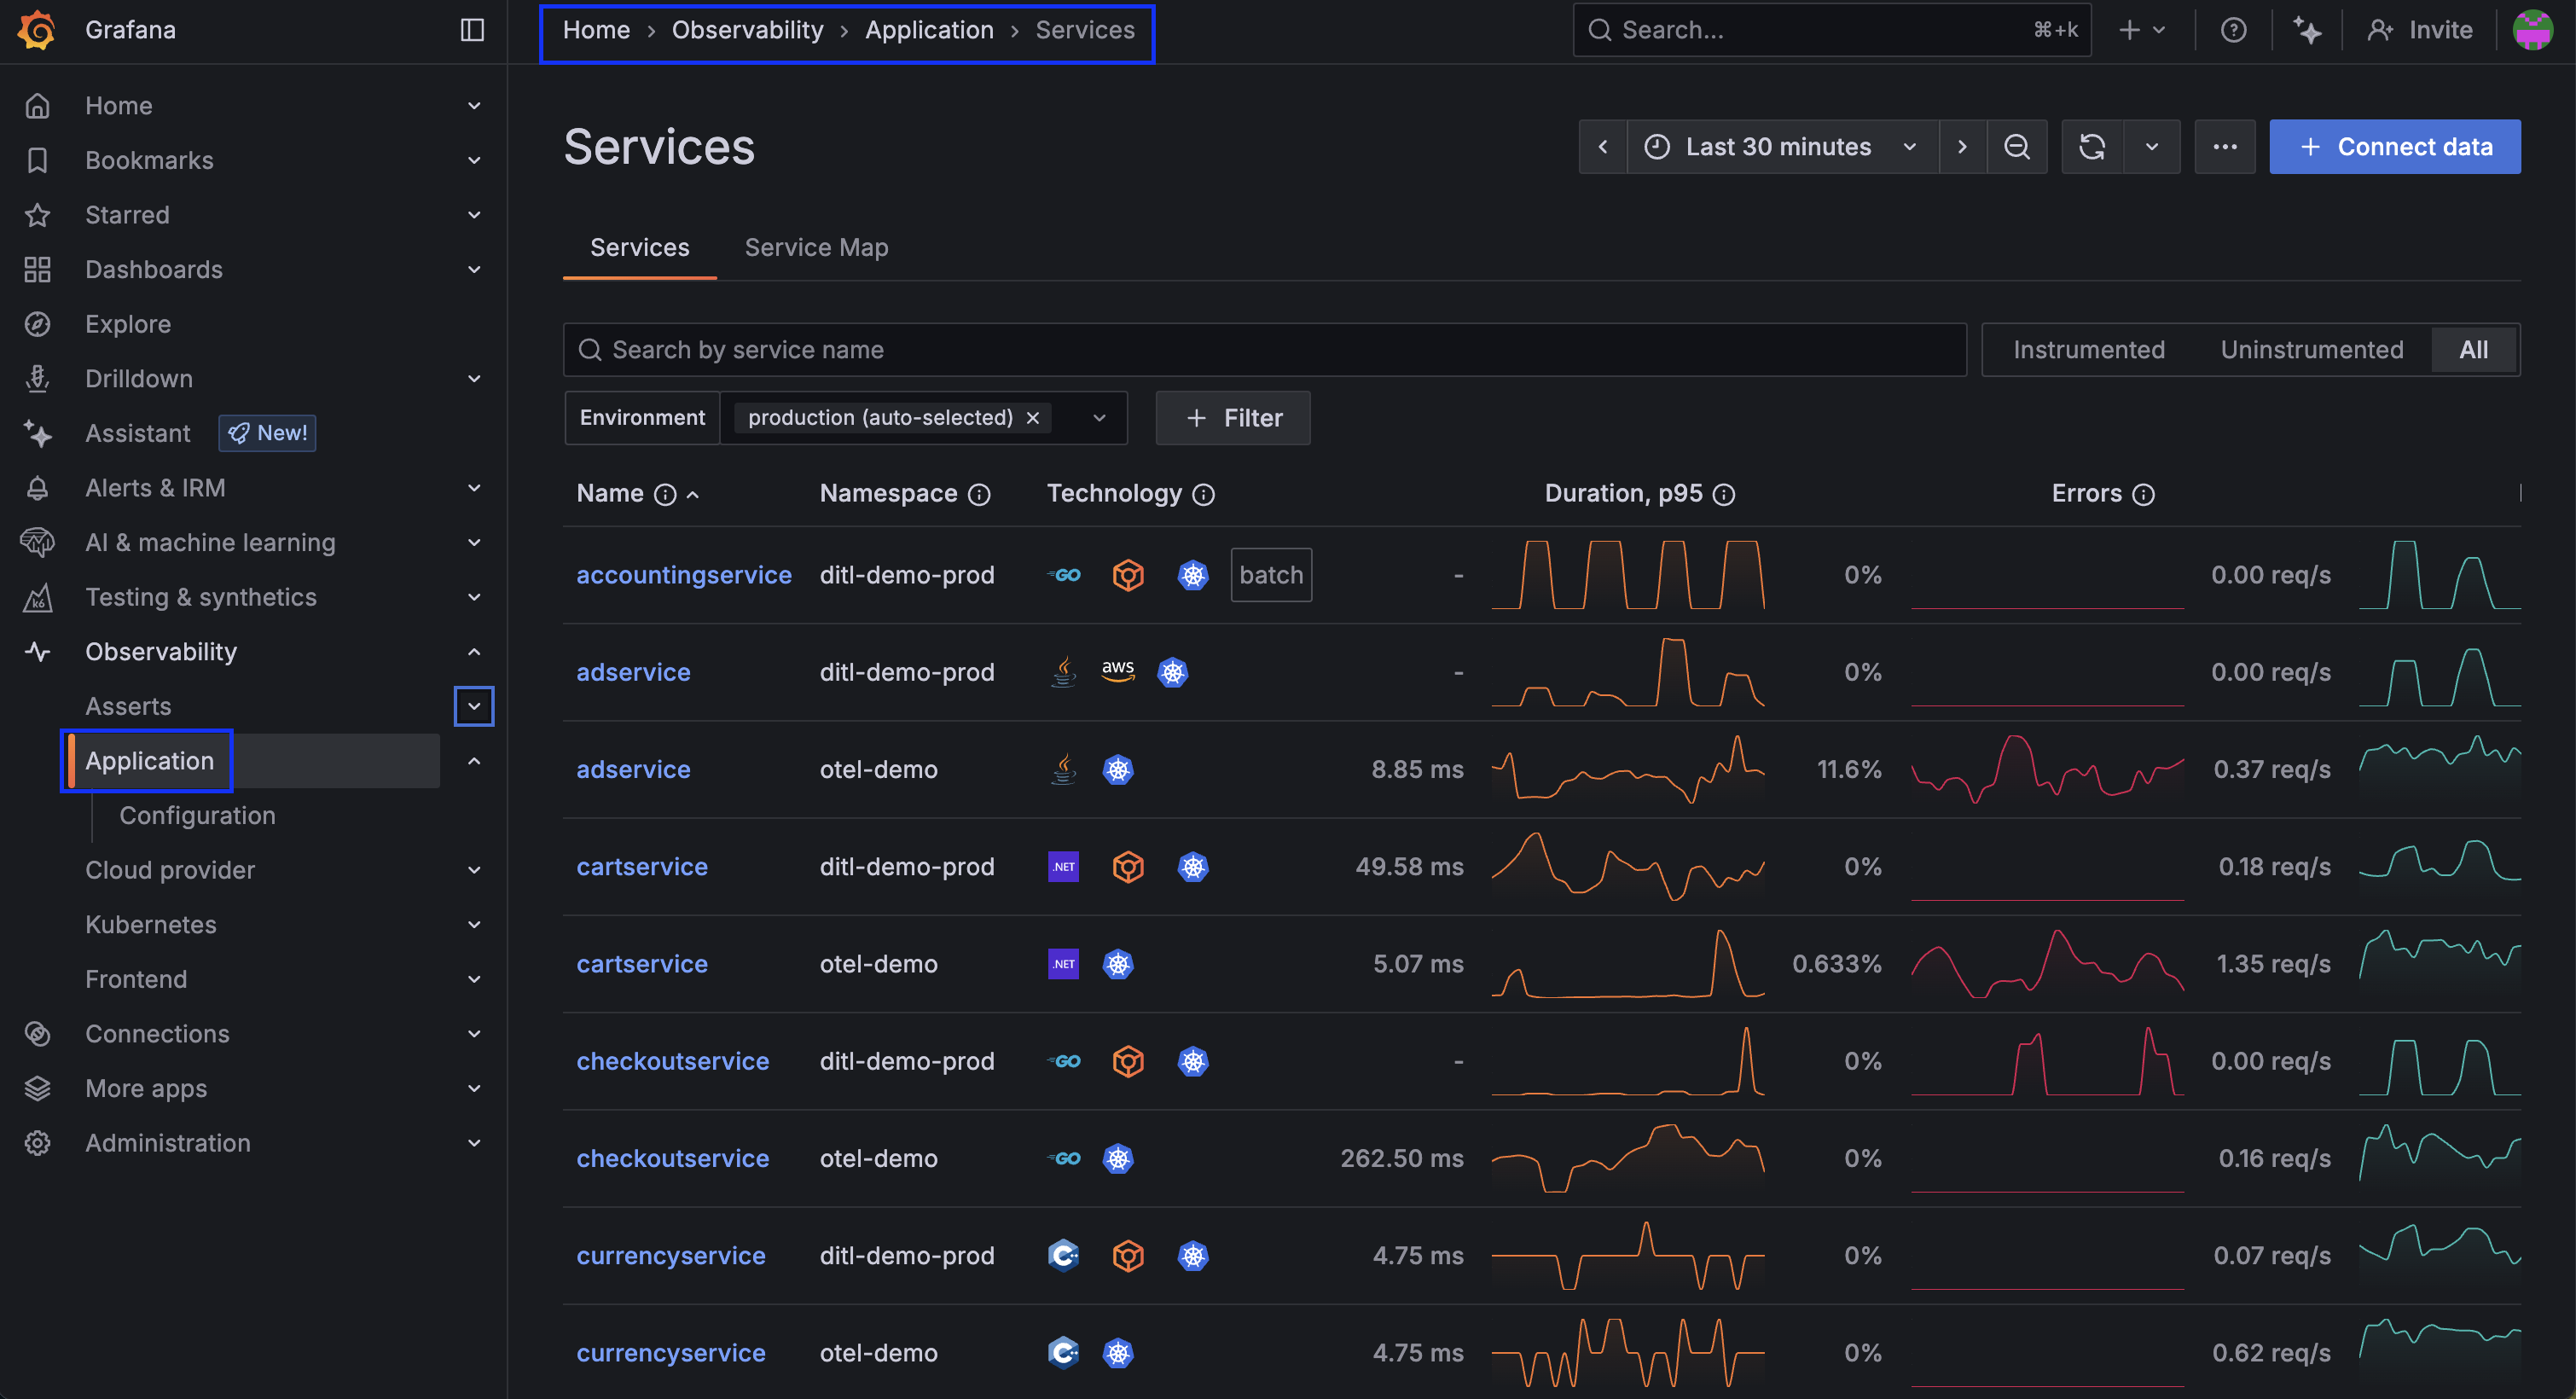 Grafana
Home › Observability › Application › Services
Search... ⌘+k
Invite
Home
Bookmarks
Starred
Dashboards
Explore
Drilldown
Assistant New!
Alerts & IRM
AI & machine learning
Testing & synthetics
Observability
Asserts
Application
Configuration
Cloud provider
Kubernetes
Frontend
Connections
More apps
Administration
Services
Last 30 minutes
+ Connect data
Services Service Map
Search by service name
Instrumented Uninstrumented All
Environment production (auto-selected) ×
+ Filter
Name Namespace Technology Duration, p95 Errors
accountingservice ditl-demo-prod GO batch - 0% 0.00 req/s
adservice ditl-demo-prod aws - 0% 0.00 req/s
adservice otel-demo 8.85 ms 11.6% 0.37 req/s
cartservice ditl-demo-prod .NET 49.58 ms 0% 0.18 req/s
cartservice otel-demo .NET 5.07 ms 0.633% 1.35 req/s
checkoutservice ditl-demo-prod GO - 0% 0.00 req/s
checkoutservice otel-demo GO 262.50 ms 0% 0.16 req/s
currencyservice ditl-demo-prod C++ 4.75 ms 0% 0.07 req/s
currencyservice otel-demo C++ 4.75 ms 0% 0.62 req/s